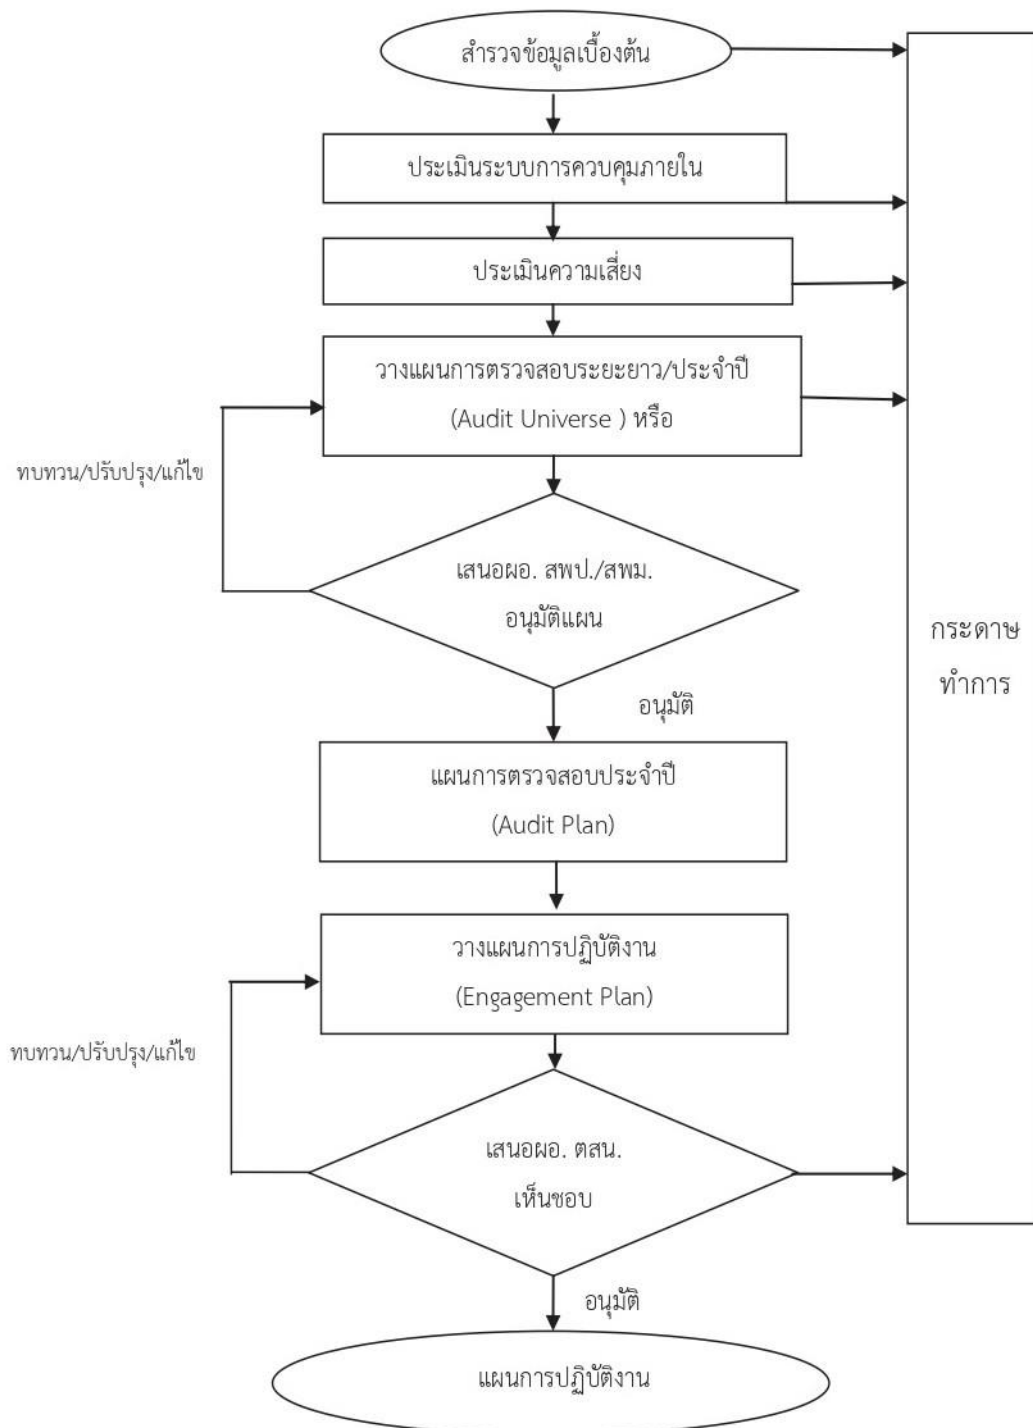 สำรวจข้อมูลเบื้องต้น
ประเมินระบบการควบคุมภายใน
ประเมินความเสี่ยง
วางแผนการตรวจสอบระยะยาว/ประจำปี
(Audit Universe ) หรือ
ทบทวน/ปรับปรุง/แก้ไข
เสนอผอ. สพป./สพม.
อนุมัติแผน
กระดาษ
ทำการ
อนุมัติ
แผนการตรวจสอบประจำปี
(Audit Plan)
วางแผนการปฏิบัติงาน
(Engagement Plan)
ทบทวน/ปรับปรุง/แก้ไข
เสนอผอ. ตสน.
เห็นชอบ
อนุมัติ
แผนการปฏิบัติงาน